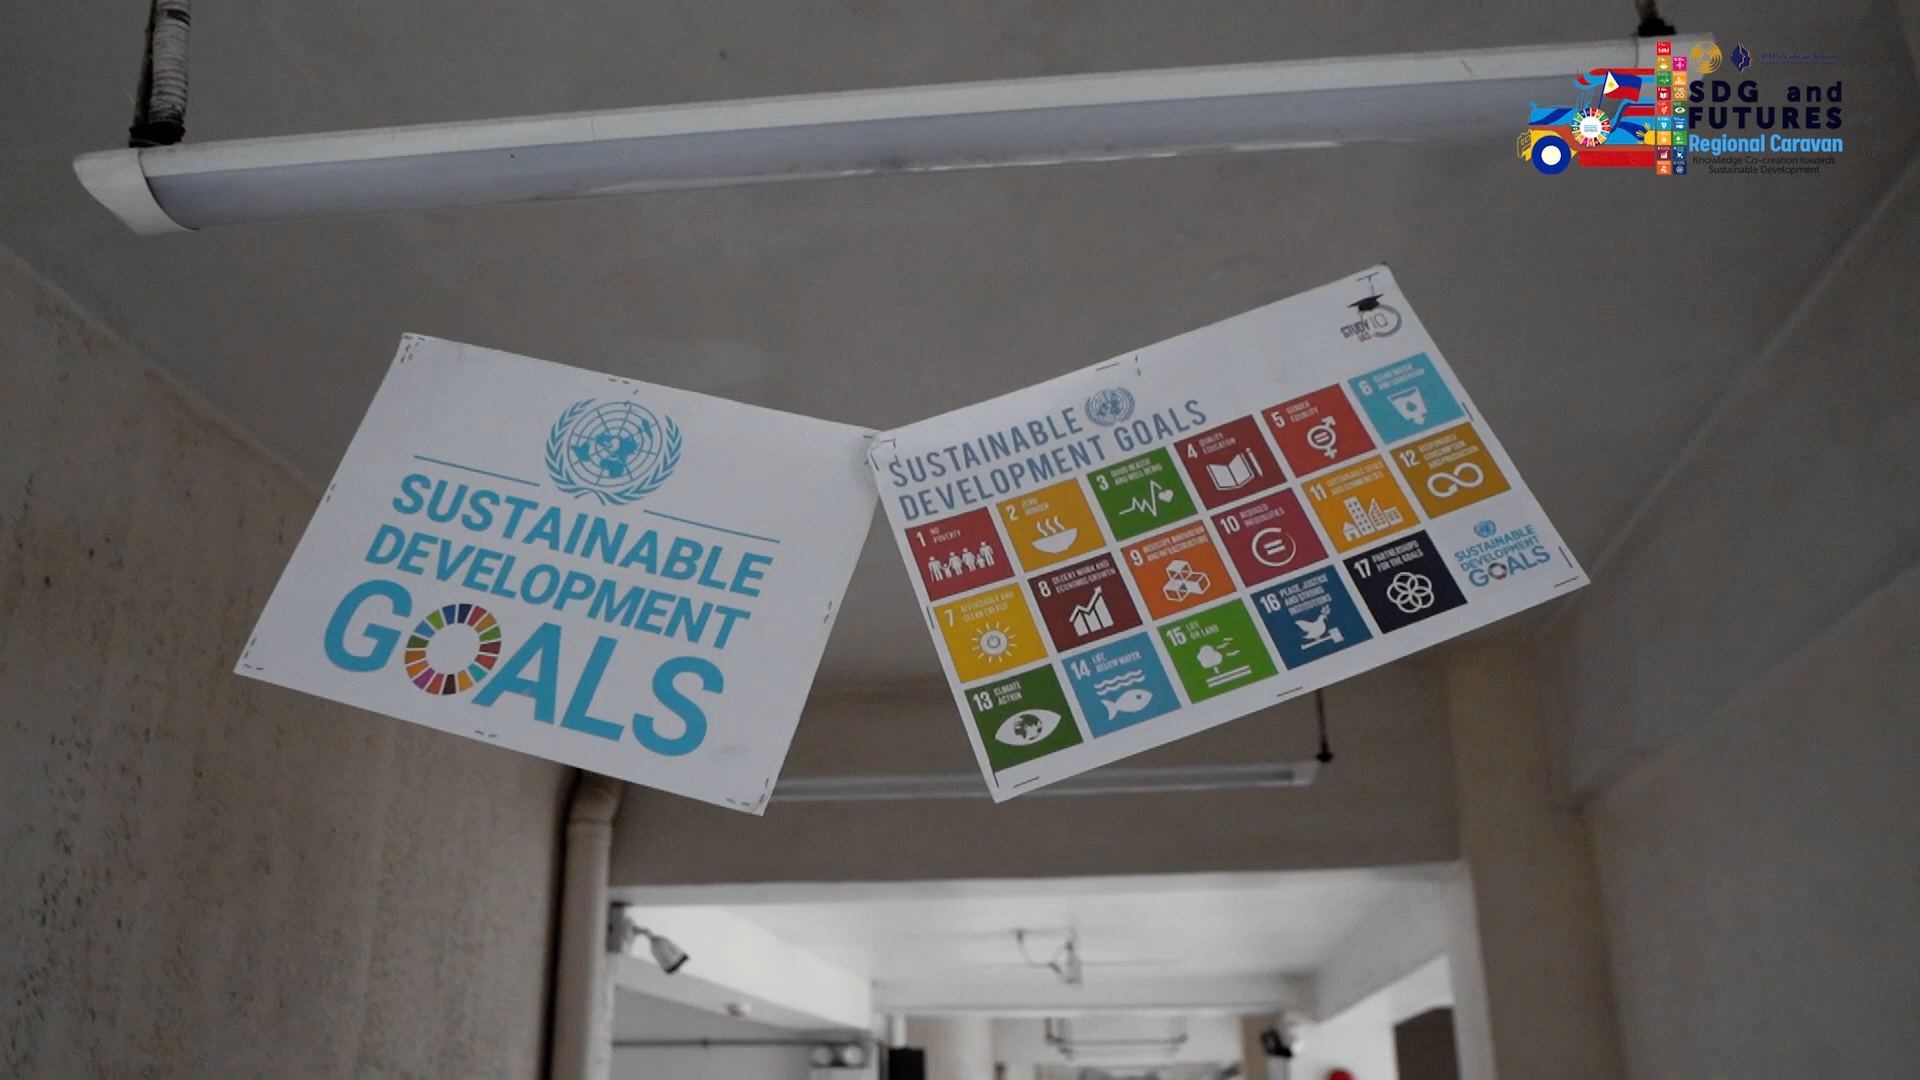 SDG and
FUTURES
Regional Caravan
Knowledge Co-creation towards
Sustainable Development
SUSTAINABLE
DEVELOPMENT
GOALS
STUDY IQ
IAS
SUSTAINABLE
DEVELOPMENT GOALS
1 NO
POVERTY
2 ZERO
HUNGER
3 GOOD HEALTH
AND WELL-BEING
4 QUALITY
EDUCATION
5 GENDER
EQUALITY
6 CLEAN WATER
AND SANITATION
7 AFFORDABLE AND
CLEAN ENERGY
8 DECENT WORK AND
ECONOMIC GROWTH
9 INDUSTRY, INNOVATION
AND INFRASTRUCTURE
10 REDUCED
INEQUALITIES
11 SUSTAINABLE CITIES
AND COMMUNITIES
12 RESPONSIBLE
CONSUMPTION
AND PRODUCTION
13 CLIMATE
ACTION
14 LIFE
BELOW WATER
15 LIFE
ON LAND
16 PEACE, JUSTICE
AND STRONG
INSTITUTIONS
17 PARTNERSHIPS
FOR THE GOALS
SUSTAINABLE
DEVELOPMENT
GOALS